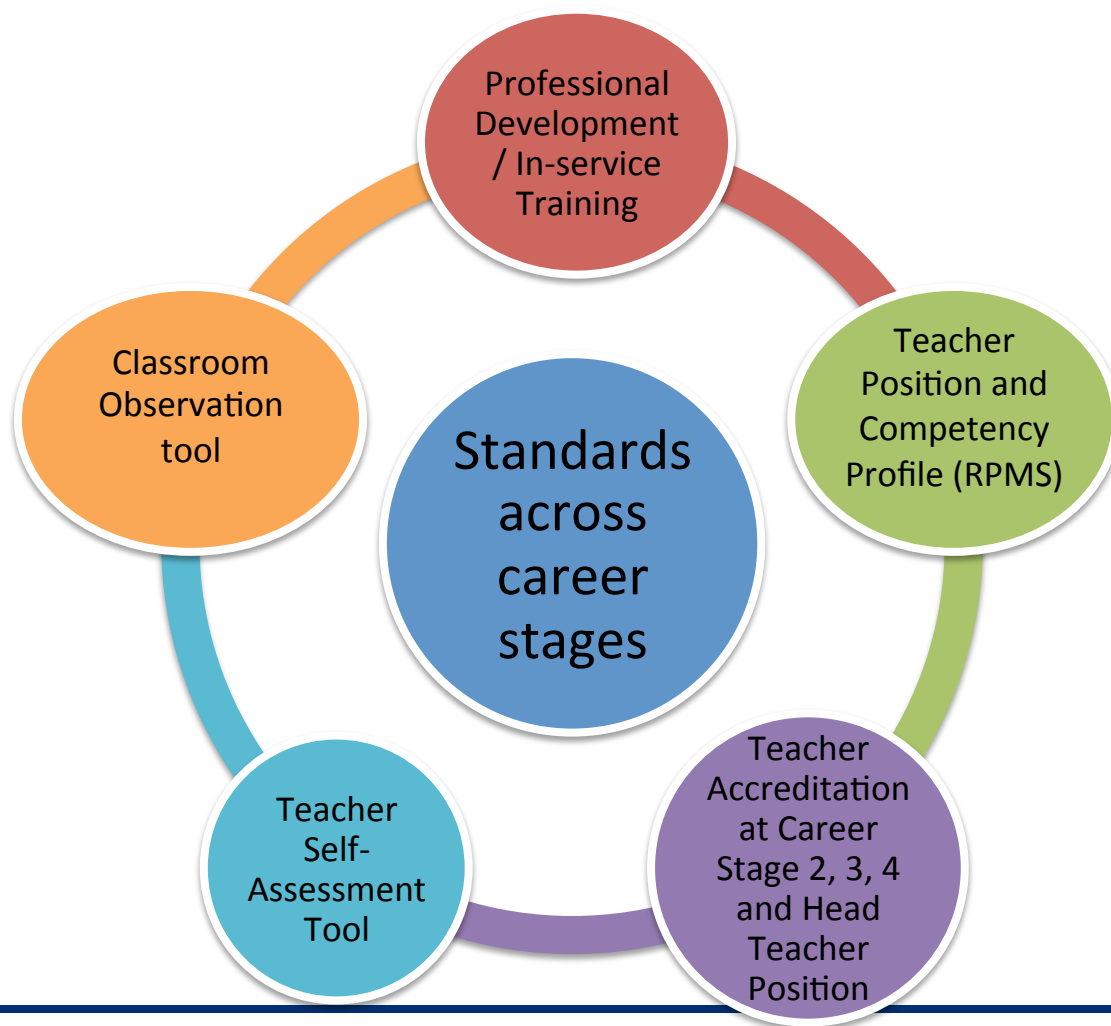 Professional
Development
/ In-service
Training
Teacher
Position and
Competency
Profile (RPMS)
Classroom
Observation
tool
Standards
across
career
stages
Teacher
Accreditation
at Career
Stage 2, 3, 4
and Head
Teacher
Position
Teacher
Self-
Assessment
Tool